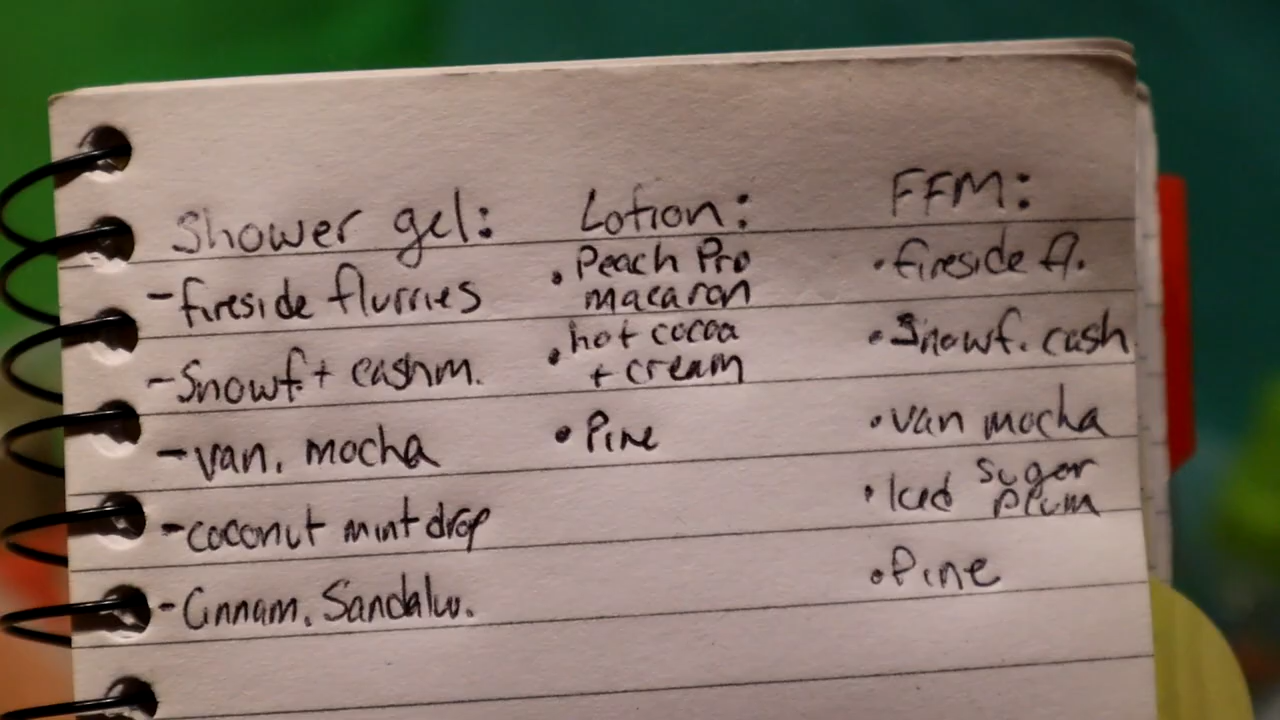 Shower gel:
-fireside flurries
-Snowf. + cashm.
-van. mocha
-coconut mint drop
-Cinnam. Sandalw.
Lotion:
• Peach Pro
macaron
• hot cocoa
+ cream
• Pine
FFM:
• fireside fl.
• Snowf. cash
• van mocha
• Iced Suger
Plum
• Pine